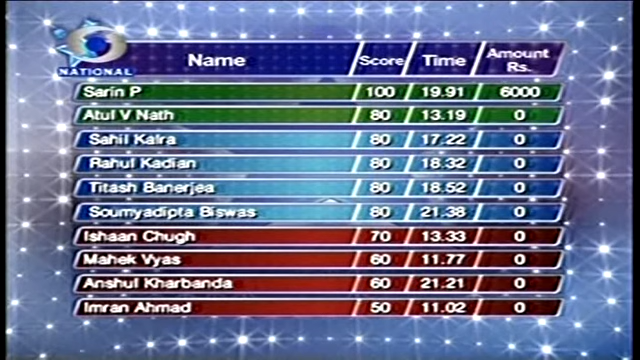 NATIONAL
Name Score Time Amount Rs.
Sarin P 100 19.91 6000
Atul V Nath 80 13.19 0
Sahil Kalra 80 17.22 0
Rahul Kadian 80 18.32 0
Titash Banerjea 80 18.52 0
Soumyadipta Biswas 80 21.38 0
Ishaan Chugh 70 13.33 0
Mahek Vyas 60 11.77 0
Anshul Kharbanda 60 21.21 0
Imran Ahmad 50 11.02 0